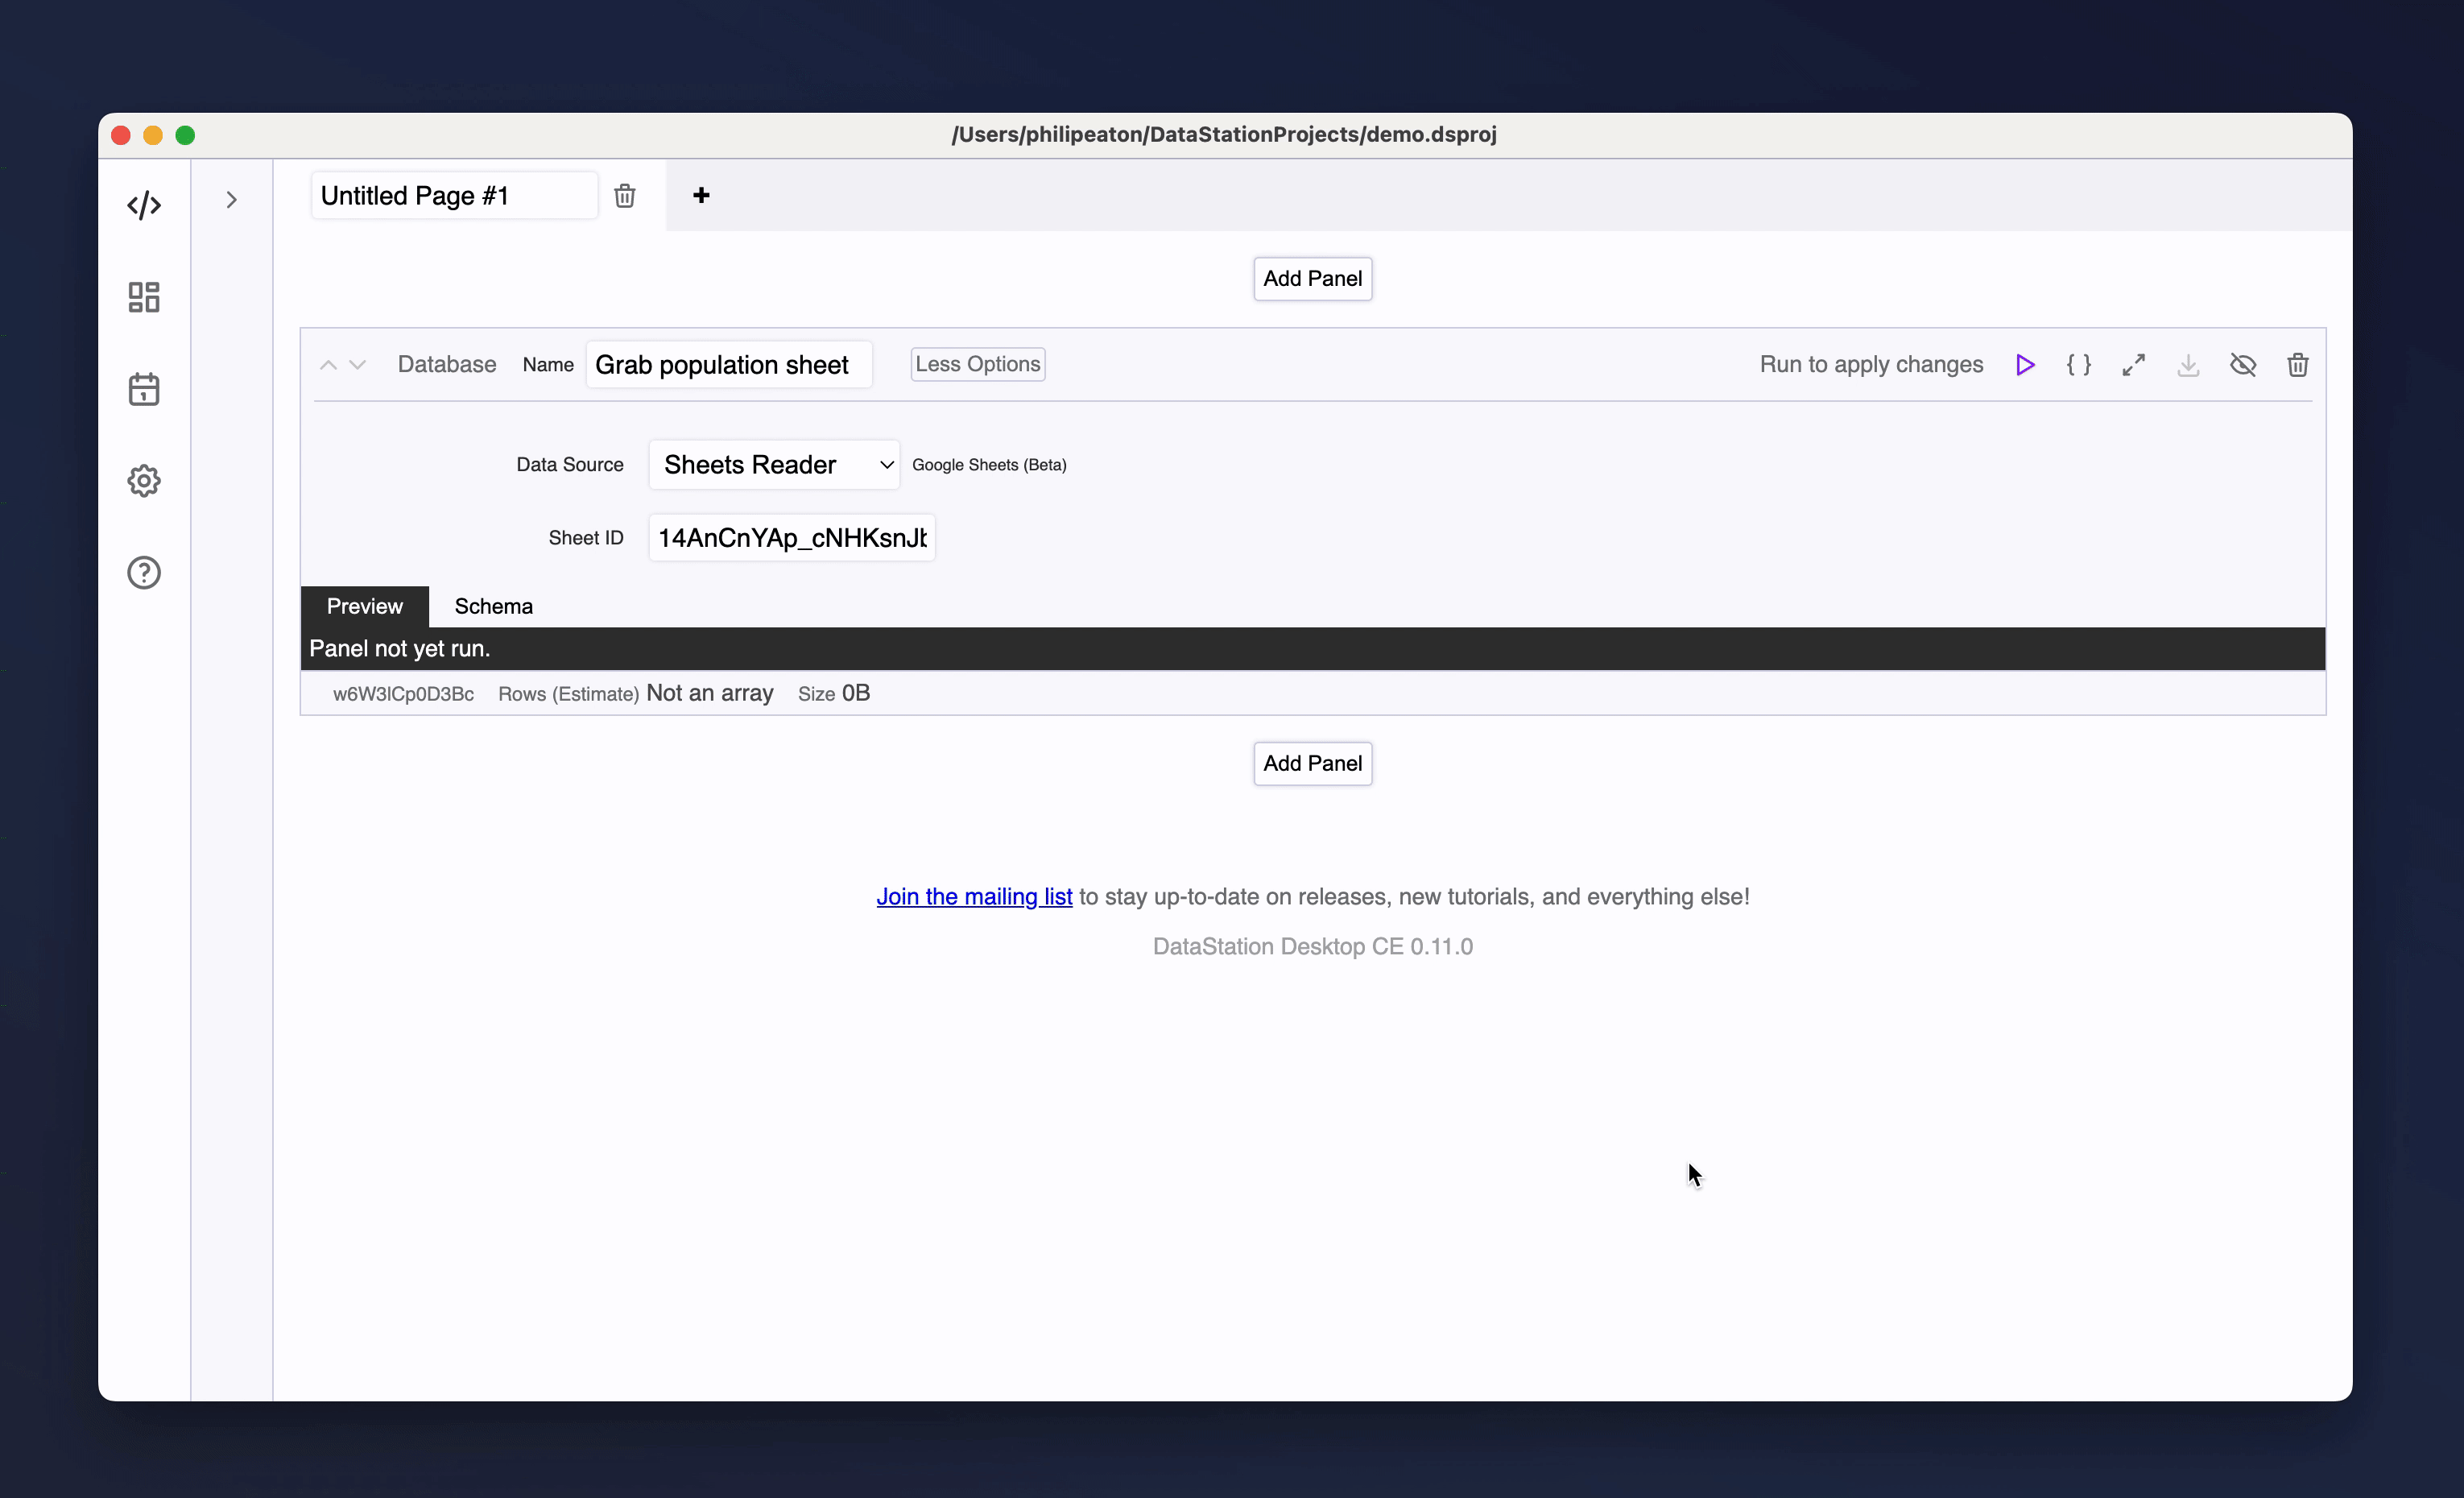 /Users/philipeaton/DataStationProjects/demo.dsproj
Untitled Page #1
Add Panel
Database Name Grab population sheet Less Options Run to apply changes
Data Source Sheets Reader Google Sheets (Beta)
Sheet ID 14AnCnYAp_cNHKsnJb
Preview Schema
Panel not yet run.
w6W3lCp0D3Bc Rows (Estimate) Not an array Size 0B
Add Panel
Join the mailing list to stay up-to-date on releases, new tutorials, and everything else!
DataStation Desktop CE 0.11.0